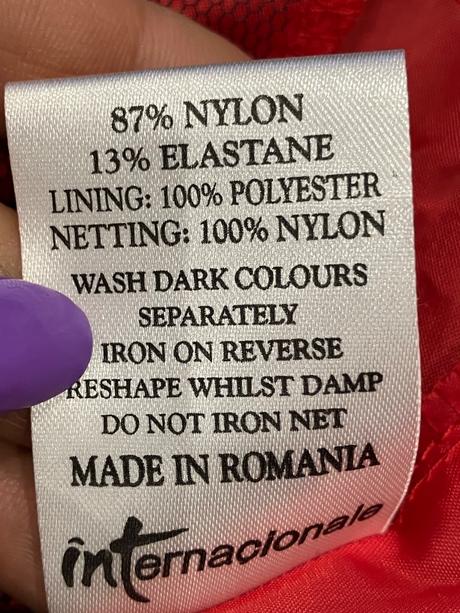 87% NYLON
13% ELASTANE
LINING: 100% POLYESTER
NETTING: 100% NYLON
WASH DARK COLOURS
SEPARATELY
IRON ON REVERSE
RESHAPE WHILST DAMP
DO NOT IRON NET
MADE IN ROMANIA
internacionale